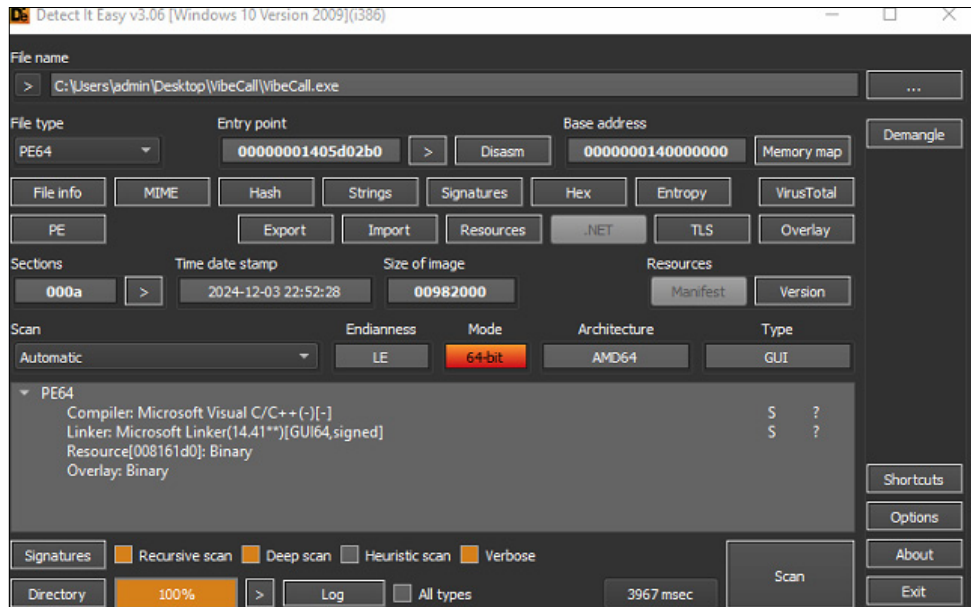 Detect It Easy v3.06 [Windows 10 Version 2009](i386)
File name
> C:\Users\admin\Desktop\VibeCall\VibeCall.exe ...
File type Entry point Base address
PE64 00000001405d02b0 > Disasm 0000000140000000 Memory map Demangle
File info MIME Hash Strings Signatures Hex Entropy VirusTotal
PE Export Import Resources .NET TLS Overlay
Sections Time date stamp Size of image Resources
000a > 2024-12-03 22:52:28 00982000 Manifest Version
Scan Endianness Mode Architecture Type
Automatic LE 64-bit AMD64 GUI
PE64
Compiler: Microsoft Visual C/C++(-)[-] S ?
Linker: Microsoft Linker(14.41**)[GUI64,signed] S ?
Resource[008161d0]: Binary
Overlay: Binary
Shortcuts
Options
Signatures Recursive scan Deep scan Heuristic scan Verbose About
Directory 100% > Log All types 3967 msec Scan Exit